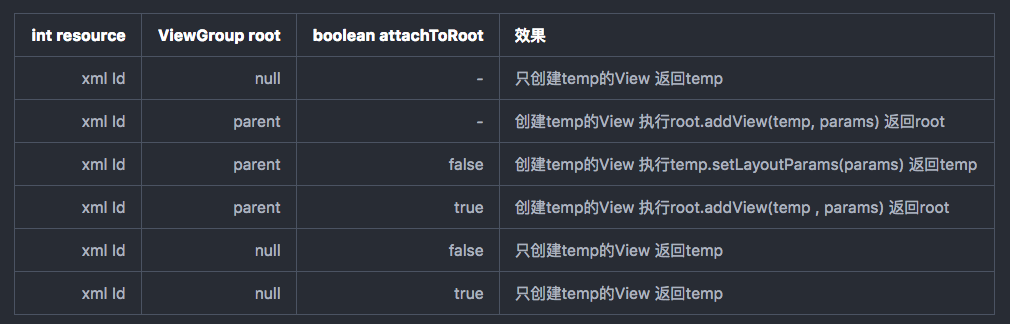 int resource ViewGroup root boolean attachToRoot 效果
xml Id null - 只创建temp的View 返回temp
xml Id parent - 创建temp的View 执行root.addView(temp, params) 返回root
xml Id parent false 创建temp的View 执行temp.setLayoutParams(params) 返回temp
xml Id parent true 创建temp的View 执行root.addView(temp , params) 返回root
xml Id null false 只创建temp的View 返回temp
xml Id null true 只创建temp的View 返回temp